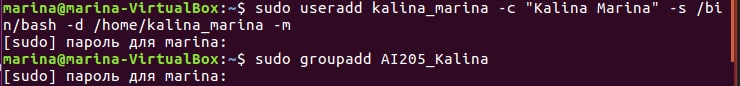 marina@marina-VirtualBox:~$ sudo useradd kalina_marina -c "Kalina Marina" -s /bi
n/bash -d /home/kalina_marina -m
[sudo] пароль для marina:
marina@marina-VirtualBox:~$ sudo groupadd AI205_Kalina
[sudo] пароль для marina: